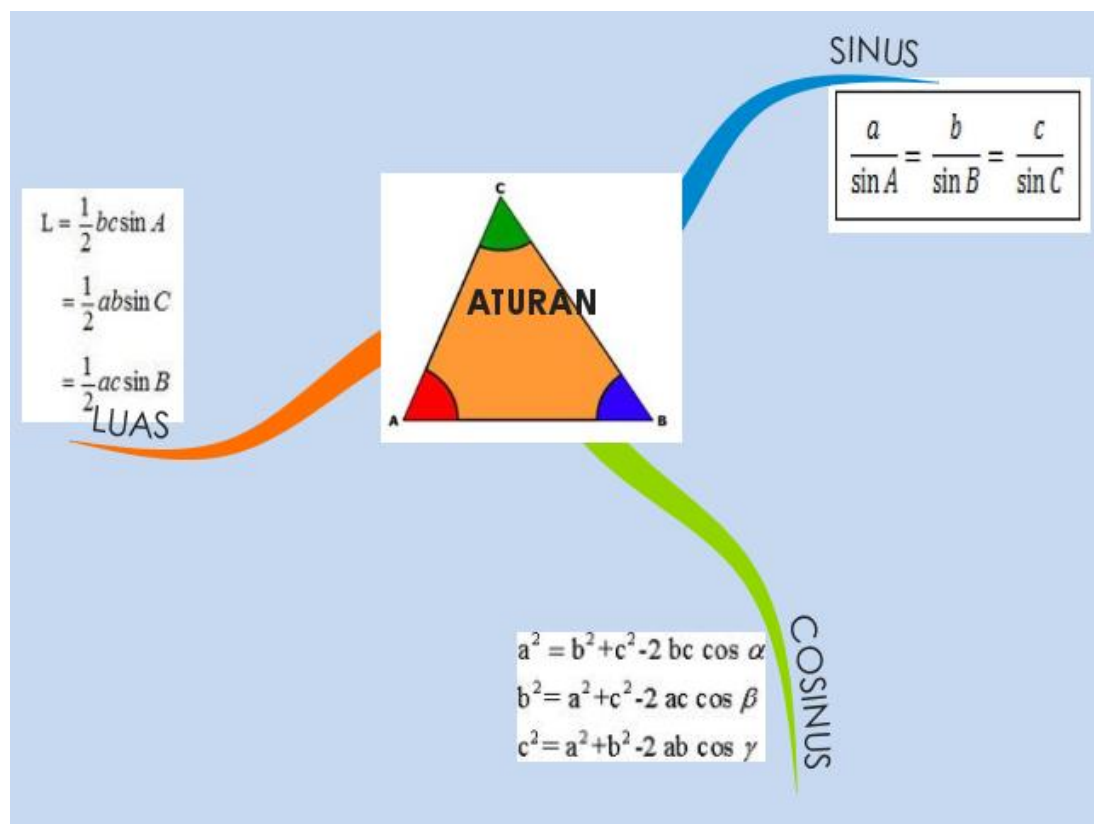 SINUS
a/sin A = b/sin B = c/sin C
L = 1/2 bc sin A
= 1/2 ab sin C
= 1/2 ac sin B
LUAS
C
ATURAN
A
B
a² = b²+c²-2 bc cos α
b²= a²+c²-2 ac cos β
c²= a²+b²-2 ab cos γ
COSINUS